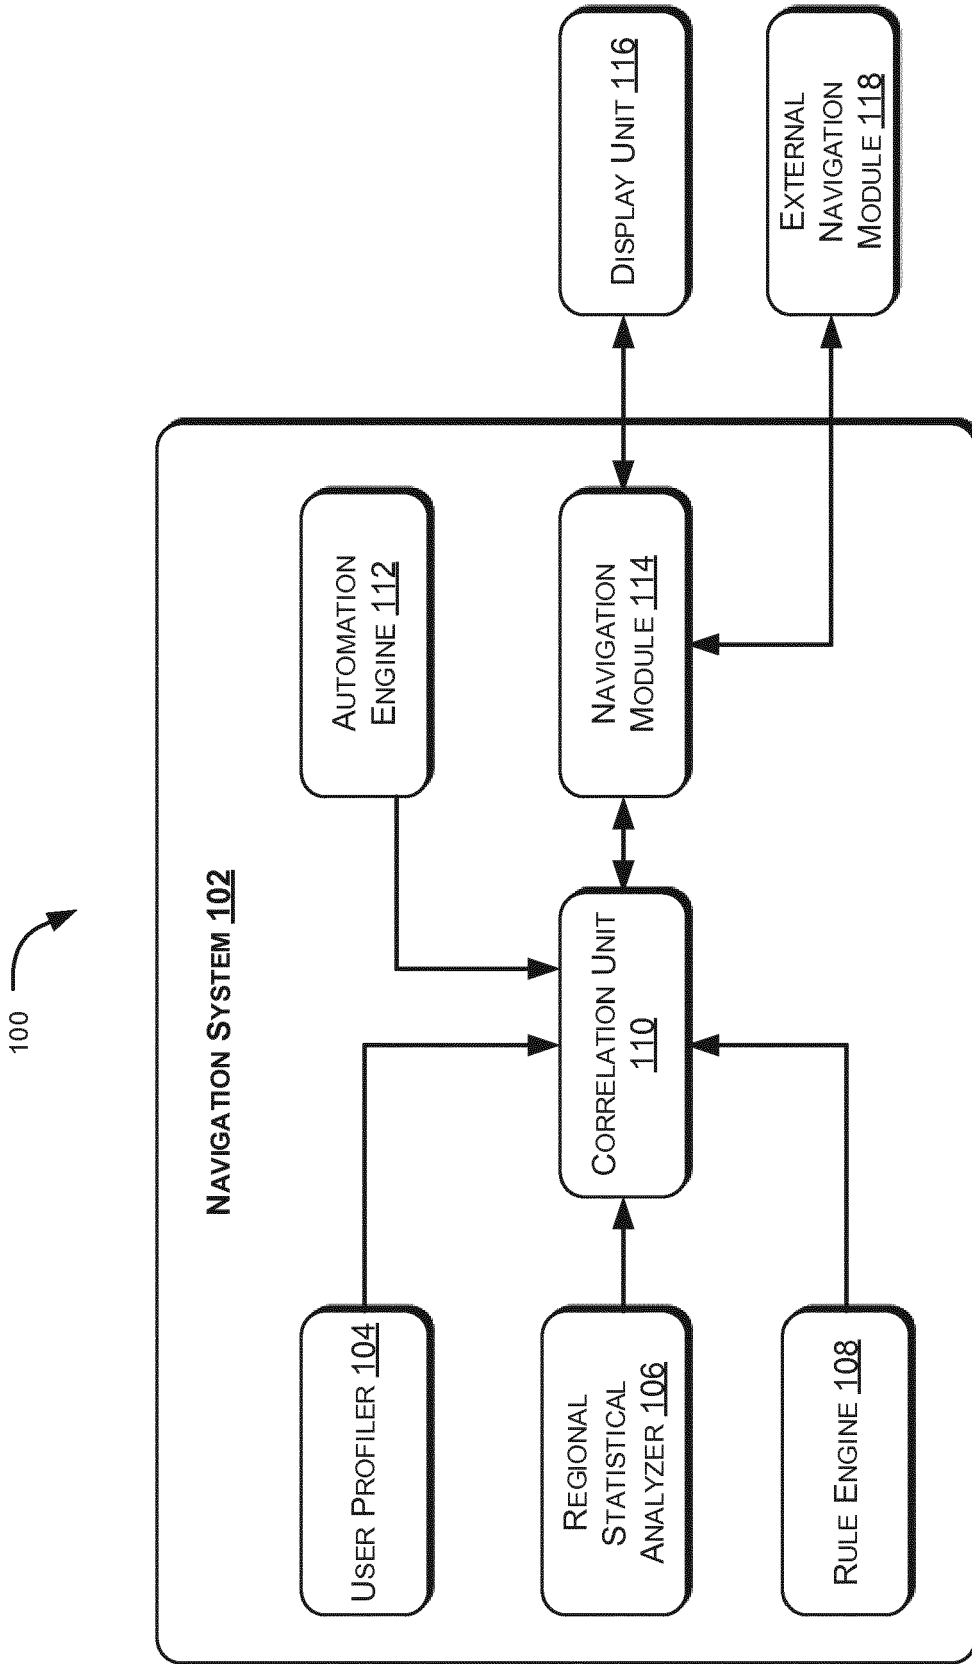 100
NAVIGATION SYSTEM 102
USER PROFILER 104
AUTOMATION
ENGINE 112
REGIONAL
STATISTICAL
ANALYZER 106
CORRELATION UNIT
110
NAVIGATION
MODULE 114
DISPLAY UNIT 116
RULE ENGINE 108
EXTERNAL
NAVIGATION
MODULE 118